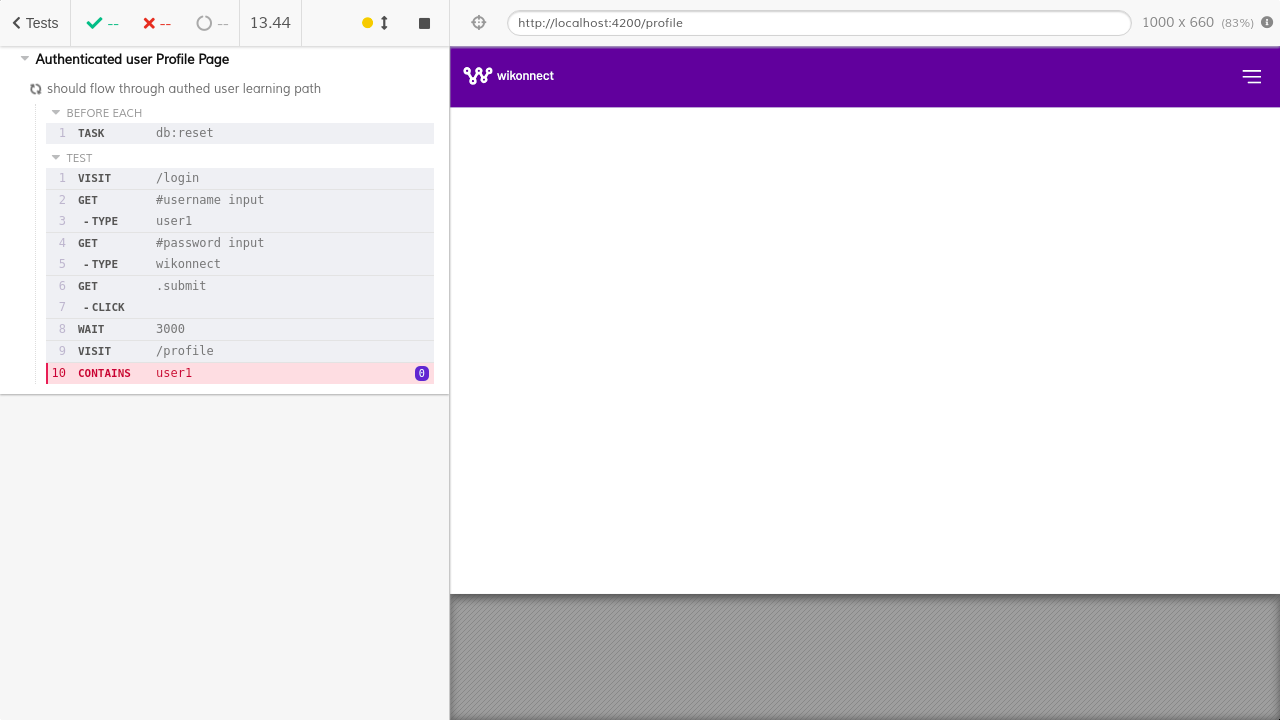 Tests -- -- -- 13.44
http://localhost:4200/profile 1000 x 660 (83%)
Authenticated user Profile Page
should flow through authed user learning path
BEFORE EACH
1 TASK db:reset
TEST
1 VISIT /login
2 GET #username input
3 -TYPE user1
4 GET #password input
5 -TYPE wikonnect
6 GET .submit
7 -CLICK
8 WAIT 3000
9 VISIT /profile
10 CONTAINS user1 0
wikonnect